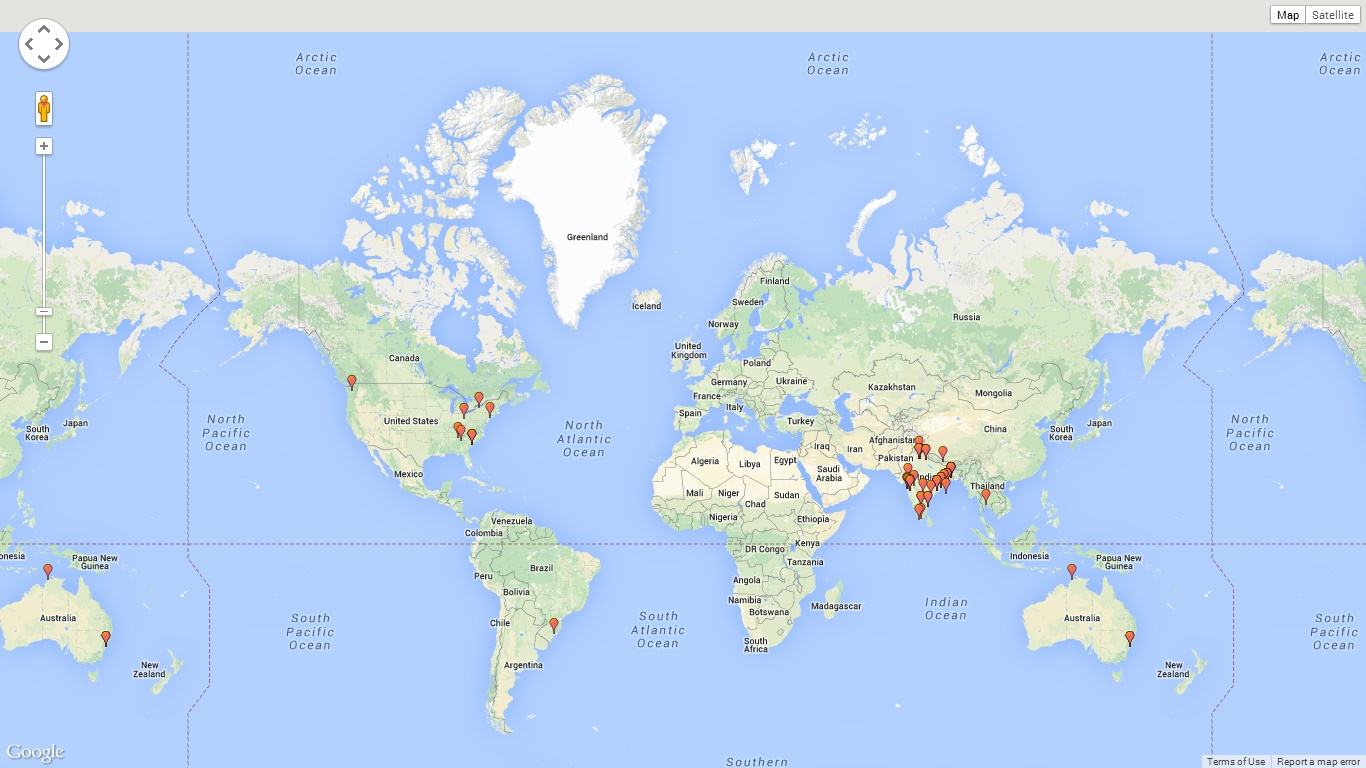 Map Satellite
Arctic
Ocean
Arctic
Ocean
Arctic
Ocean
Greenland
Finland
Iceland
Sweden
Russia
Norway
United
Kingdom
Canada
Poland
Germany
Ukraine
Kazakhstan
Mongolia
France
Italy
Spain
Turkey
United States
North
Pacific
Ocean
North
Atlantic
Ocean
North
Pacific
Ocean
Japan
South
Korea
China
South
Korea
Japan
Afghanistan
Iraq
Iran
Pakistan
Algeria
Libya
Egypt
Saudi
Arabia
Mexico
Mali
Niger
Chad
Sudan
Thailand
Nigeria
Ethiopia
Venezuela
Colombia
Kenya
DR Congo
Tanzania
nesia
Papua New
Guinea
Indonesia
Papua New
Guinea
Brazil
Peru
Bolivia
Angola
Namibia
Botswana
Madagascar
Indian
Ocean
Australia
South
Pacific
Ocean
Chile
South
Atlantic
Ocean
Australia
South
Pacific
Ocean
South
Africa
New
Zealand
Argentina
New
Zealand
Google
Southern
Terms of Use Report a map error